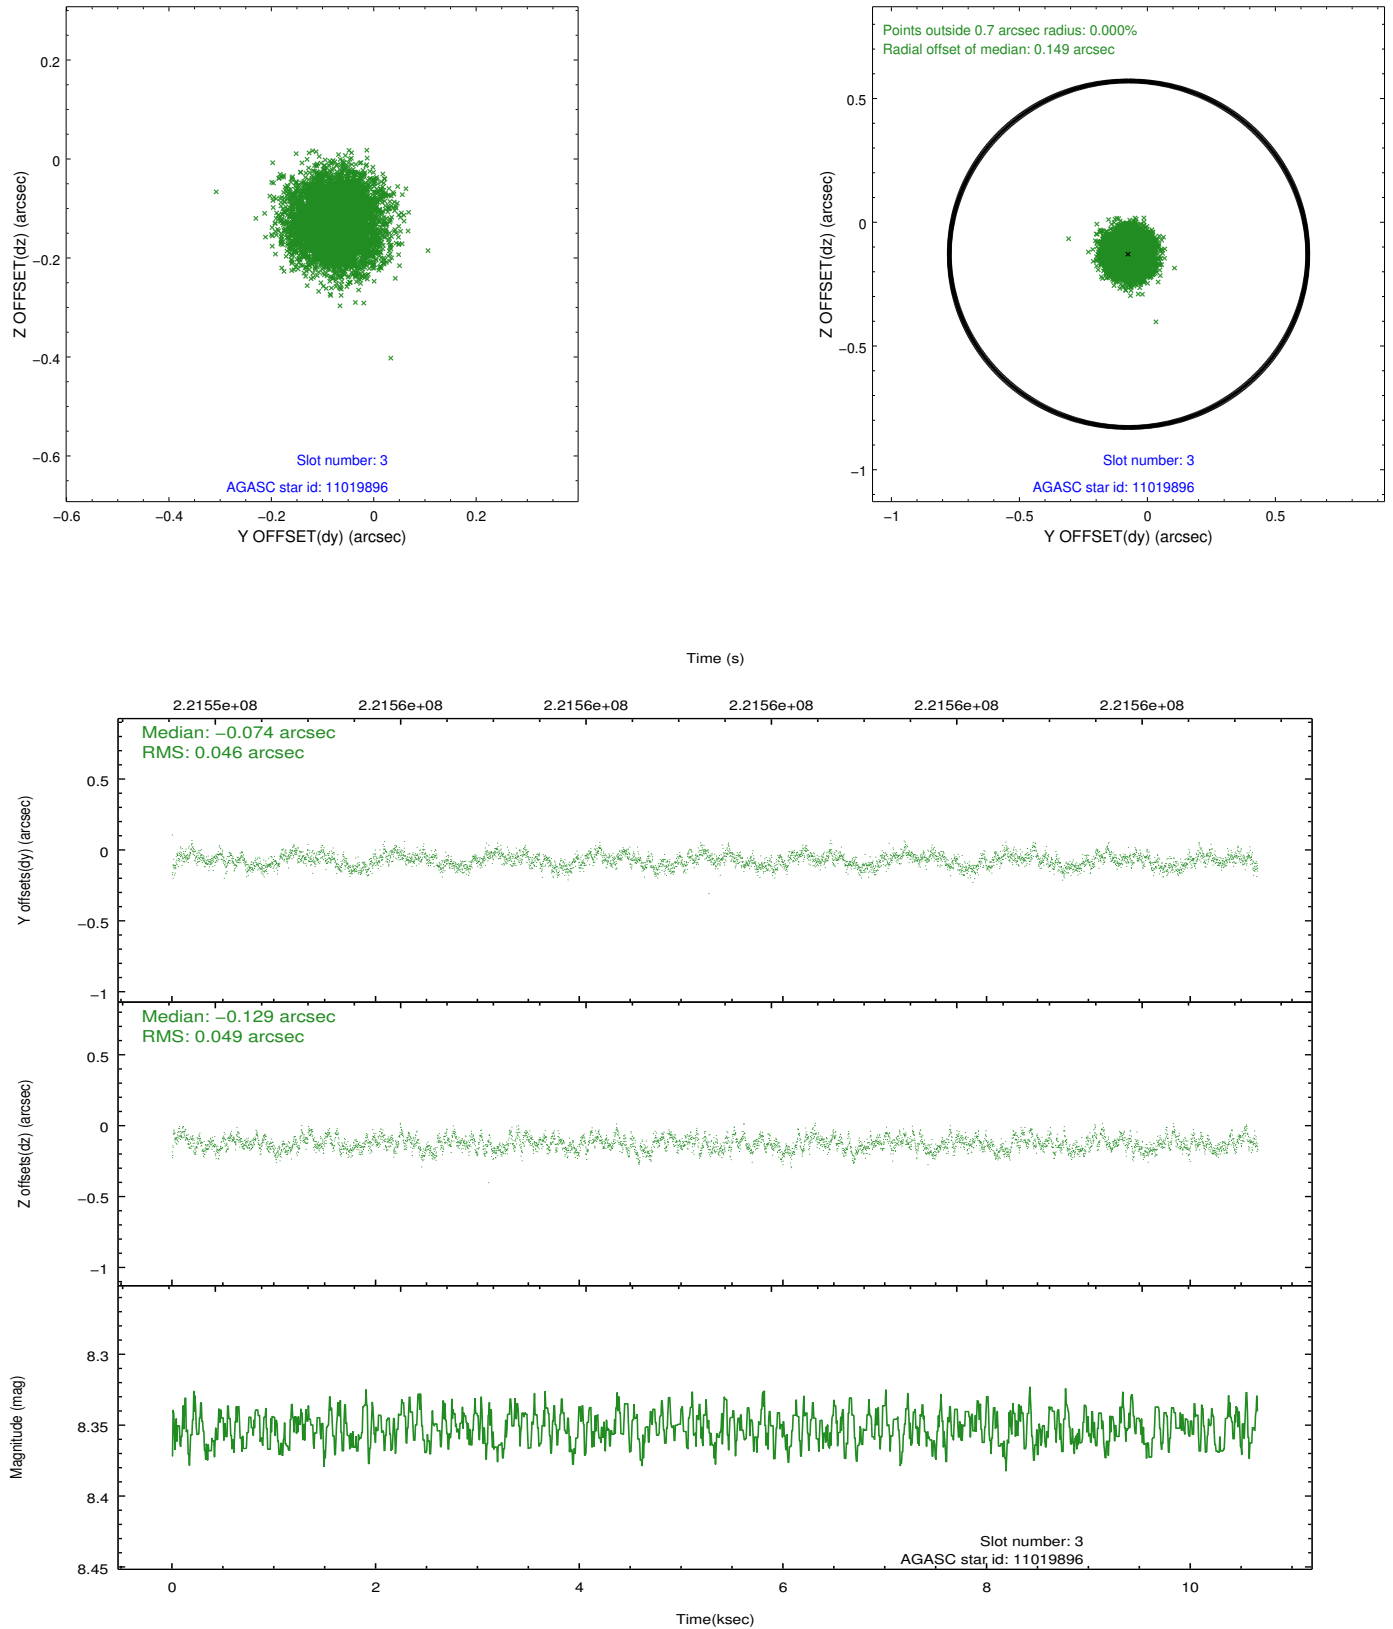 0.2
0
−0.2
−0.4
−0.6
Z OFFSET(dz) (arcsec)
−0.6
−0.4
−0.2
0
0.2
Y OFFSET(dy) (arcsec)
Slot number: 3
AGASC star id: 11019896
Points outside 0.7 arcsec radius: 0.000%
Radial offset of median: 0.149 arcsec
0.5
0
−0.5
−1
Z OFFSET(dz) (arcsec)
−1
−0.5
0
0.5
Y OFFSET(dy) (arcsec)
Slot number: 3
AGASC star id: 11019896
Time (s)
2.2155e+08
2.2156e+08
2.2156e+08
2.2156e+08
2.2156e+08
2.2156e+08
Median: −0.074 arcsec
RMS: 0.046 arcsec
0.5
0
−0.5
−1
Y offsets(dy) (arcsec)
Median: −0.129 arcsec
RMS: 0.049 arcsec
0.5
0
−0.5
−1
Z offsets(dz) (arcsec)
8.3
8.35
8.4
8.45
Magnitude (mag)
Slot number: 3
AGASC star id: 11019896
0
2
4
6
8
10
Time(ksec)